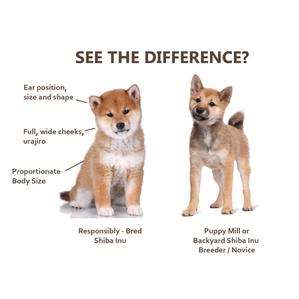 SEE THE DIFFERENCE?
Ear position,
size and shape
Full, wide cheeks,
urajiro
Proportionate
Body Size
Responsibly - Bred
Shiba Inu
Puppy Mill or
Backyard Shiba Inu
Breeder / Novice